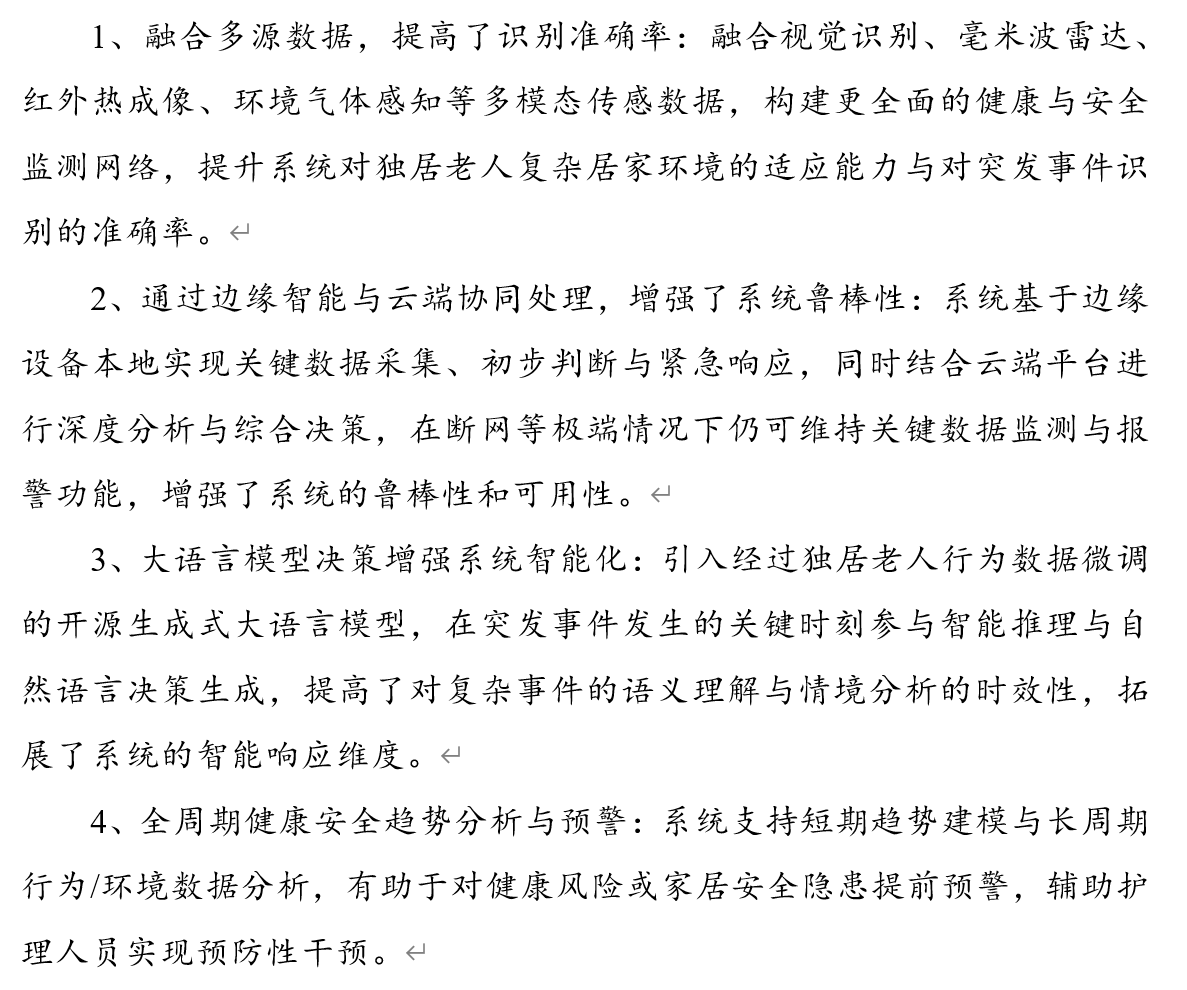 1、融合多源数据，提高了识别准确率：融合视觉识别、毫米波雷达、
红外热成像、环境气体感知等多模态传感数据，构建更全面的健康与安全
监测网络，提升系统对独居老人复杂居家环境的适应能力与对突发事件识
别的准确率。↵
2、通过边缘智能与云端协同处理，增强了系统鲁棒性：系统基于边缘
设备本地实现关键数据采集、初步判断与紧急响应，同时结合云端平台进
行深度分析与综合决策，在断网等极端情况下仍可维持关键数据监测与报
警功能，增强了系统的鲁棒性和可用性。↵
3、大语言模型决策增强系统智能化：引入经过独居老人行为数据微调
的开源生成式大语言模型，在突发事件发生的关键时刻参与智能推理与自
然语言决策生成，提高了对复杂事件的语义理解与情境分析的时效性，拓
展了系统的智能响应维度。↵
4、全周期健康安全趋势分析与预警：系统支持短期趋势建模与长周期
行为/环境数据分析，有助于对健康风险或家居安全隐患提前预警，辅助护
理人员实现预防性干预。↵